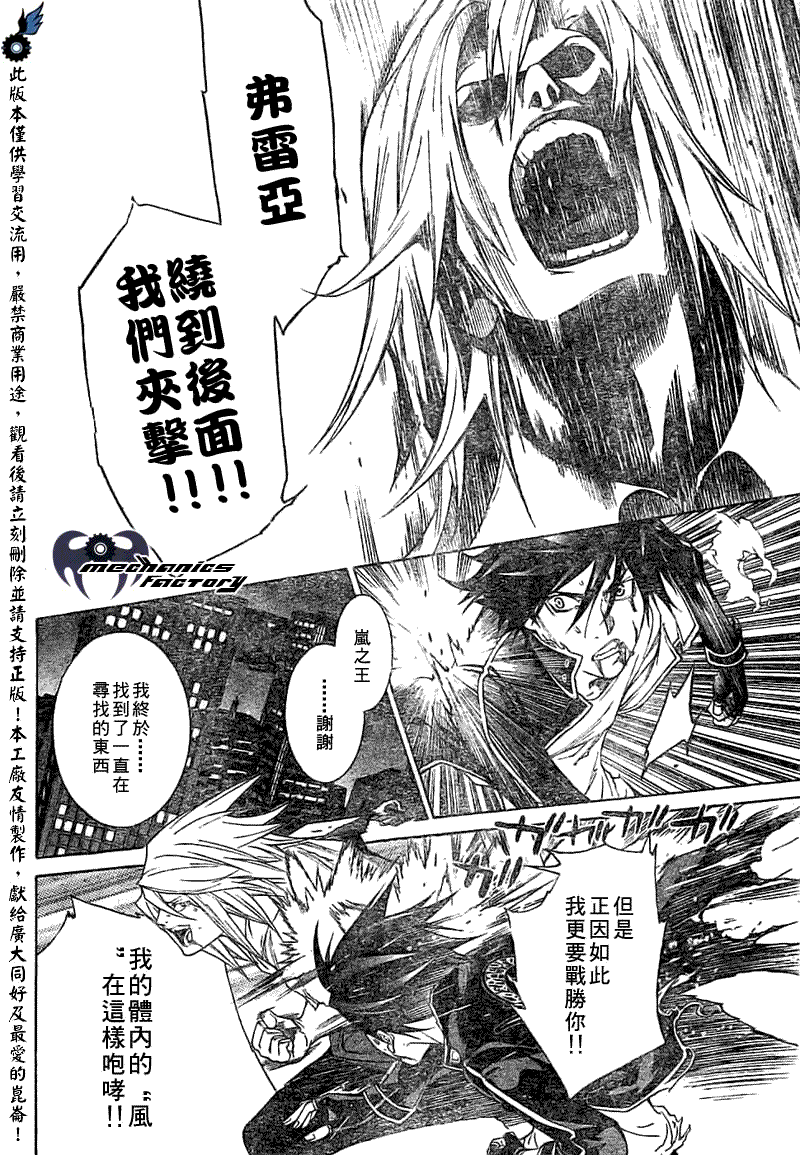 弗雷亞
繞到後面
我們夾擊!!!!
嵐之王
……謝謝
我終於……
找到了一直在
尋找的東西
但是
正因如此
我更要戰勝你!!
我的體內的“風”
在這樣咆哮!!
ガガガガ
mechanics
Factory
此版本僅供學習交流用，嚴禁商業用途，觀看後請立刻刪除並請支持正版！本工廠友情製作，獻給廣大同好及最愛的崑崙！